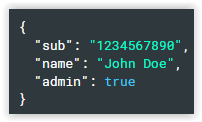 {
"sub": "1234567890",
"name": "John Doe",
"admin": true
}